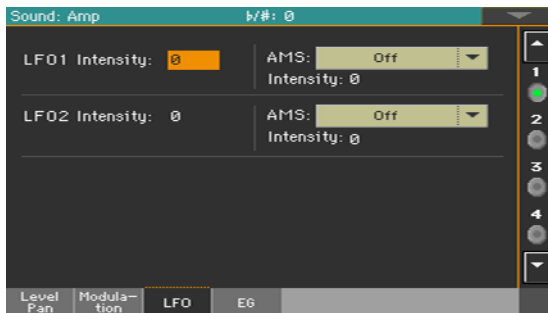 Sound: Amp b/#: 0
LFO1 Intensity: 0 AMS: Off
Intensity: 0
LFO2 Intensity: 0 AMS: Off
Intensity: 0
1
2
3
4
Level Pan Modula-tion LFO EG